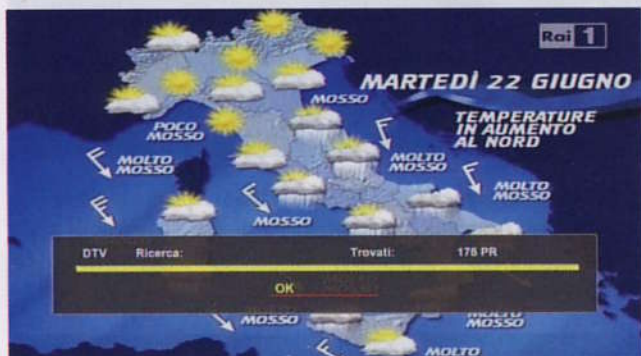 Rai 1
MARTEDÌ 22 GIUGNO
MOSSO
TEMPERATURE
IN AUMENTO
AL NORD
POCO
MOSSO
MOLTO
MOSSO
MOLTO
MOSSO
MOLTO
MOSSO
MOSSO
DTV Ricerca: Trovati: 176 PR
OK
MOSSO
MOLTO
MOSSO
MOLTO